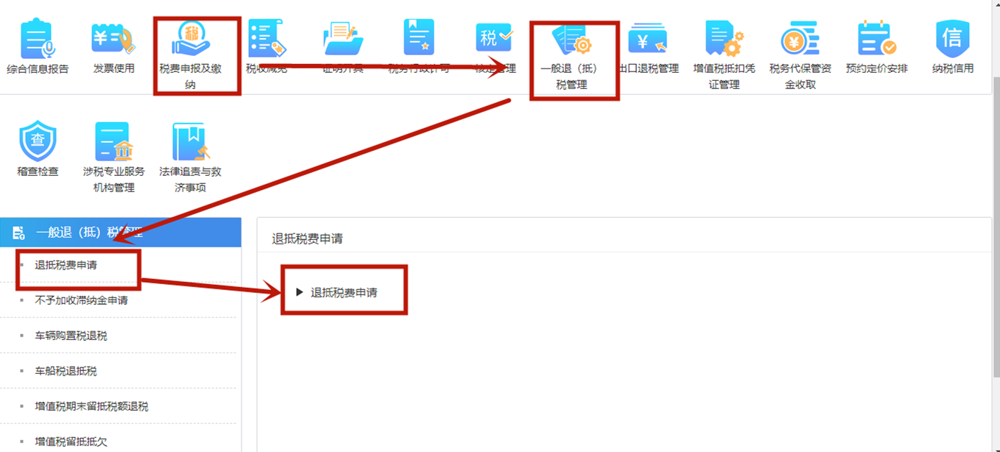 综合信息报告 发票使用 税费申报及缴 税收减免 证明开具 税务行政许可 核定管理 一般退（抵） 出口退税管理 增值税抵扣凭 税务代保管资 预约定价安排 纳税信用
纳 税管理 证管理 金收取
税
税
信
查
稽查检查 涉税专业服务 法律追责与救
机构管理 济事项
一般退（抵）税管理
退抵税费申请
退抵税费申请
退抵税费申请
不予加收滞纳金申请
车辆购置税退税
车船税退抵税
增值税期末留抵税额退税
增值税留抵抵欠